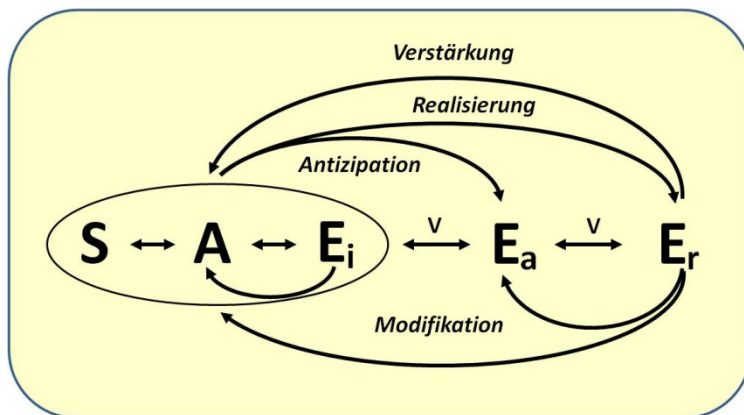 Verstärkung
Realisierung
Antizipation
V V
S A Ei Ea Er
Modifikation